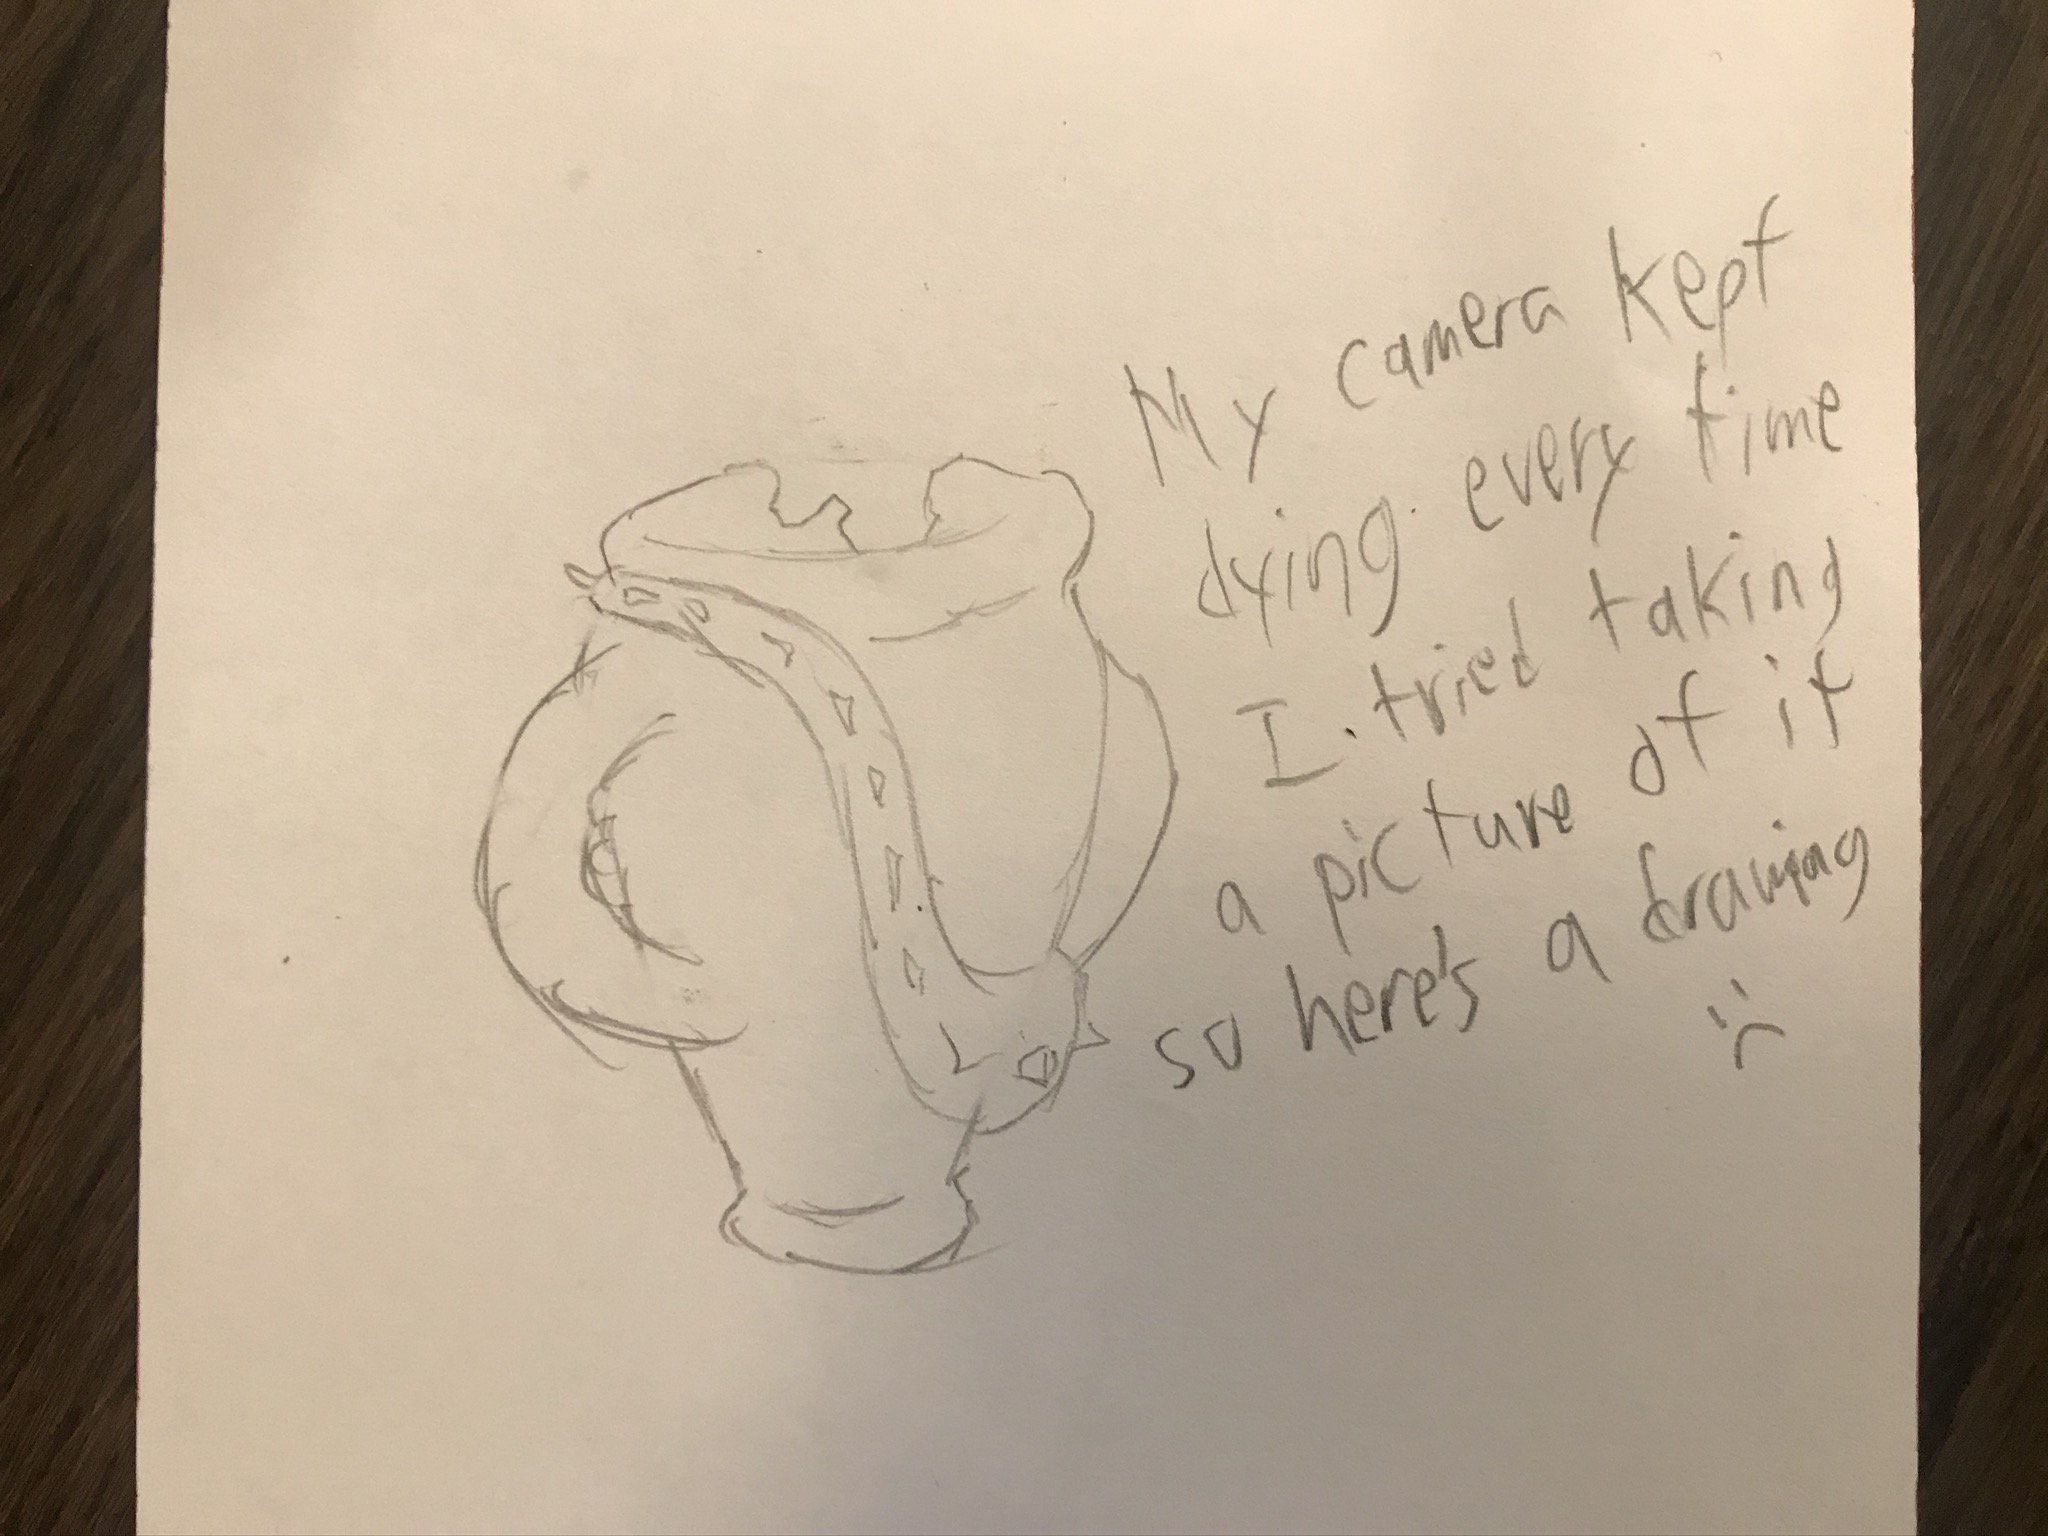 My camera kept
dying every time
I tried taking
a picture of it
so here's a drawing
:(